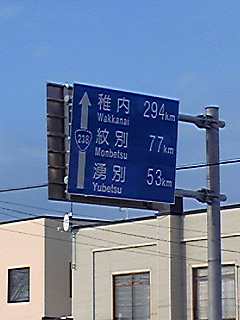 稚内 294km
Wakkanai
238
紋別 77km
Monbetsu
湧別 53km
Yubetsu